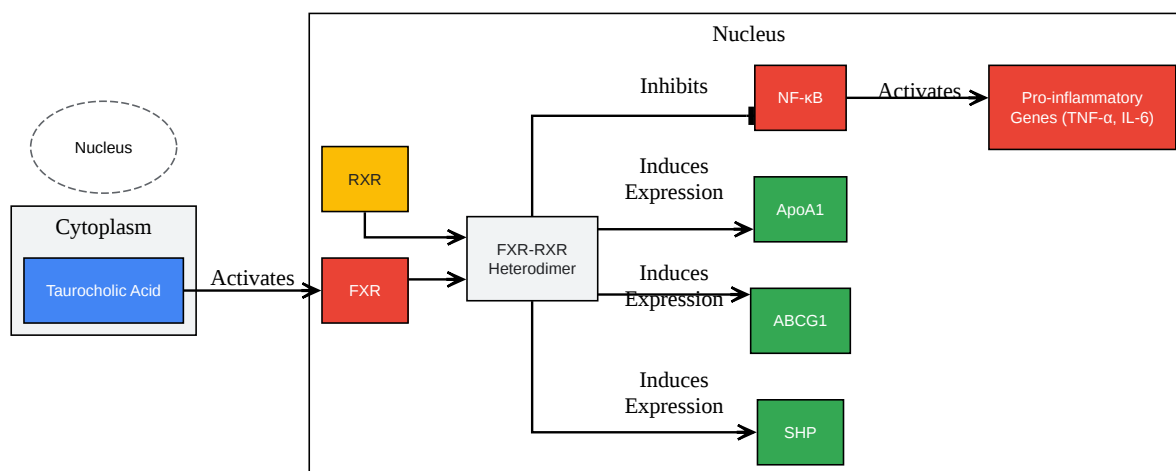 Nucleus
Inhibits
NF-κB
Activates
Pro-inflammatory
Genes (TNF-α, IL-6)
Nucleus
RXR
Induces
Expression
ApoA1
Cytoplasm
FXR-RXR
Heterodimer
Taurocholic Acid
Activates
FXR
Induces
Expression
ABCG1
Induces
Expression
SHP